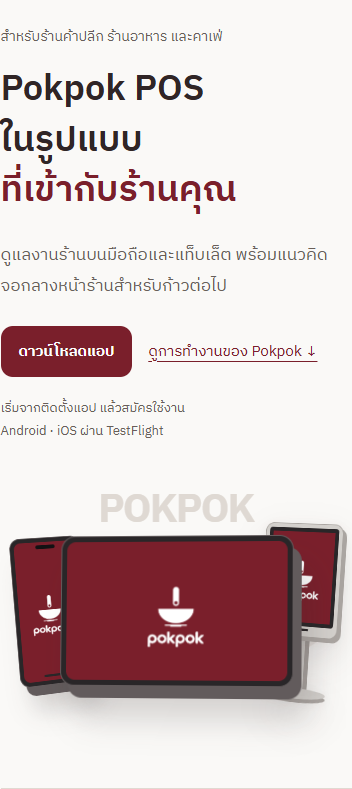 สำหรับร้านค้าปลีก ร้านอาหาร และคาเฟ่
Pokpok POS
ในรูปแบบ
ที่เข้ากับร้านคุณ
ดูแลงานร้านบนมือถือและแท็บเล็ต พร้อมแนวคิด
จอกลางหน้าร้านสำหรับก้าวต่อไป
ดาวน์โหลดแอป
ดูการทำงานของ Pokpok ↓
เริ่มจากติดตั้งแอป แล้วสมัครใช้งาน
Android · iOS ผ่าน TestFlight
POKPOK
pokp
pokpok
ok